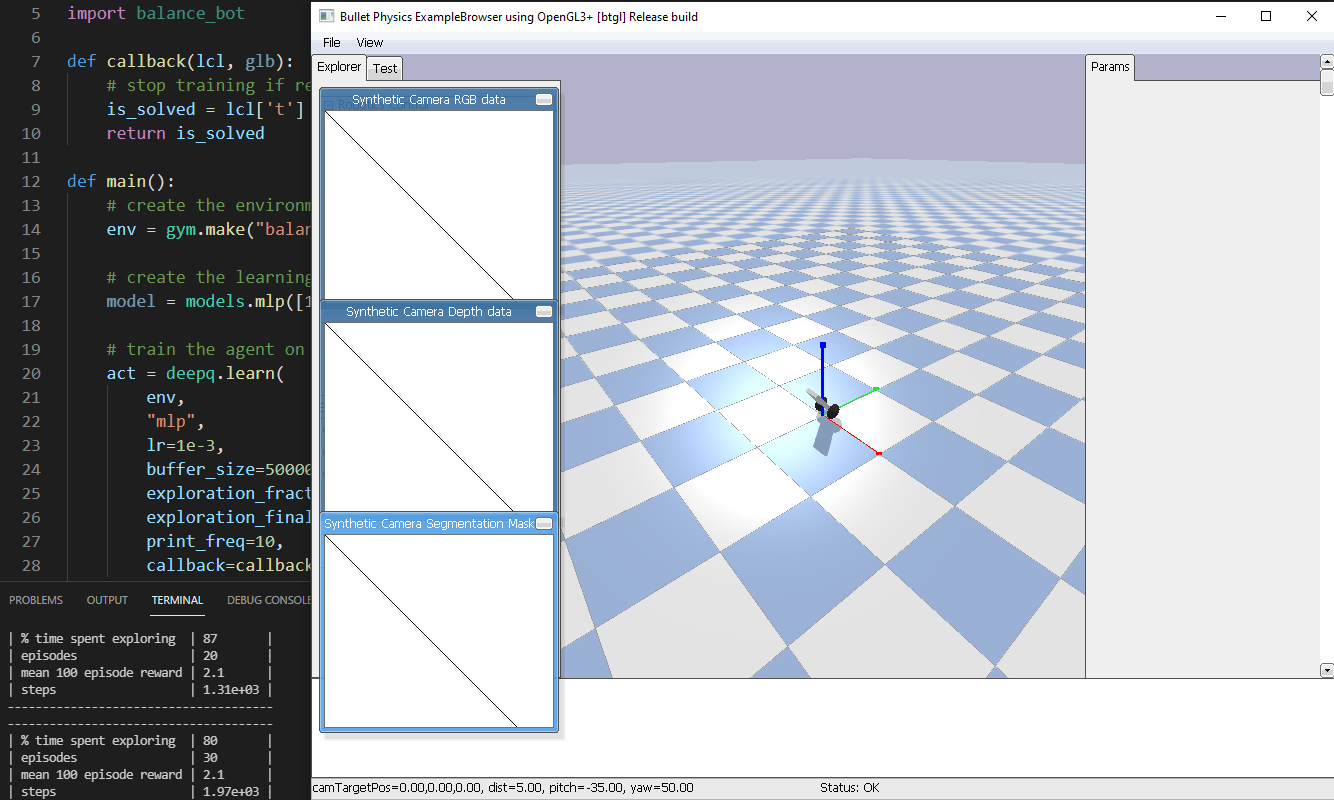 5 import balance_bot
6
7 def callback(lcl, glb):
8 # stop training if re
9 is_solved = lcl['t']
10 return is_solved
11
12 def main():
13 # create the environm
14 env = gym.make("balan
15
16 # create the learning
17 model = models.mlp([1
18
19 # train the agent on
20 act = deepq.learn(
21 env,
22 "mlp",
23 lr=1e-3,
24 buffer_size=50000
25 exploration_fract
26 exploration_final
27 print_freq=10,
28 callback=callback
PROBLEMS OUTPUT TERMINAL DEBUG CONSOLE
| % time spent exploring | 87 |
| episodes | 20 |
| mean 100 episode reward | 2.1 |
| steps | 1.31e+03 |
--------------------------------------
--------------------------------------
| % time spent exploring | 80 |
| episodes | 30 |
| mean 100 episode reward | 2.1 |
| steps | 1.97e+03 |
Bullet Physics ExampleBrowser using OpenGL3+ [btgl] Release build
File View
Explorer Test
Synthetic Camera RGB data
Synthetic Camera Depth data
Synthetic Camera Segmentation Mask
Params
camTargetPos=0.00,0.00,0.00, dist=5.00, pitch=-35.00, yaw=50.00 Status: OK